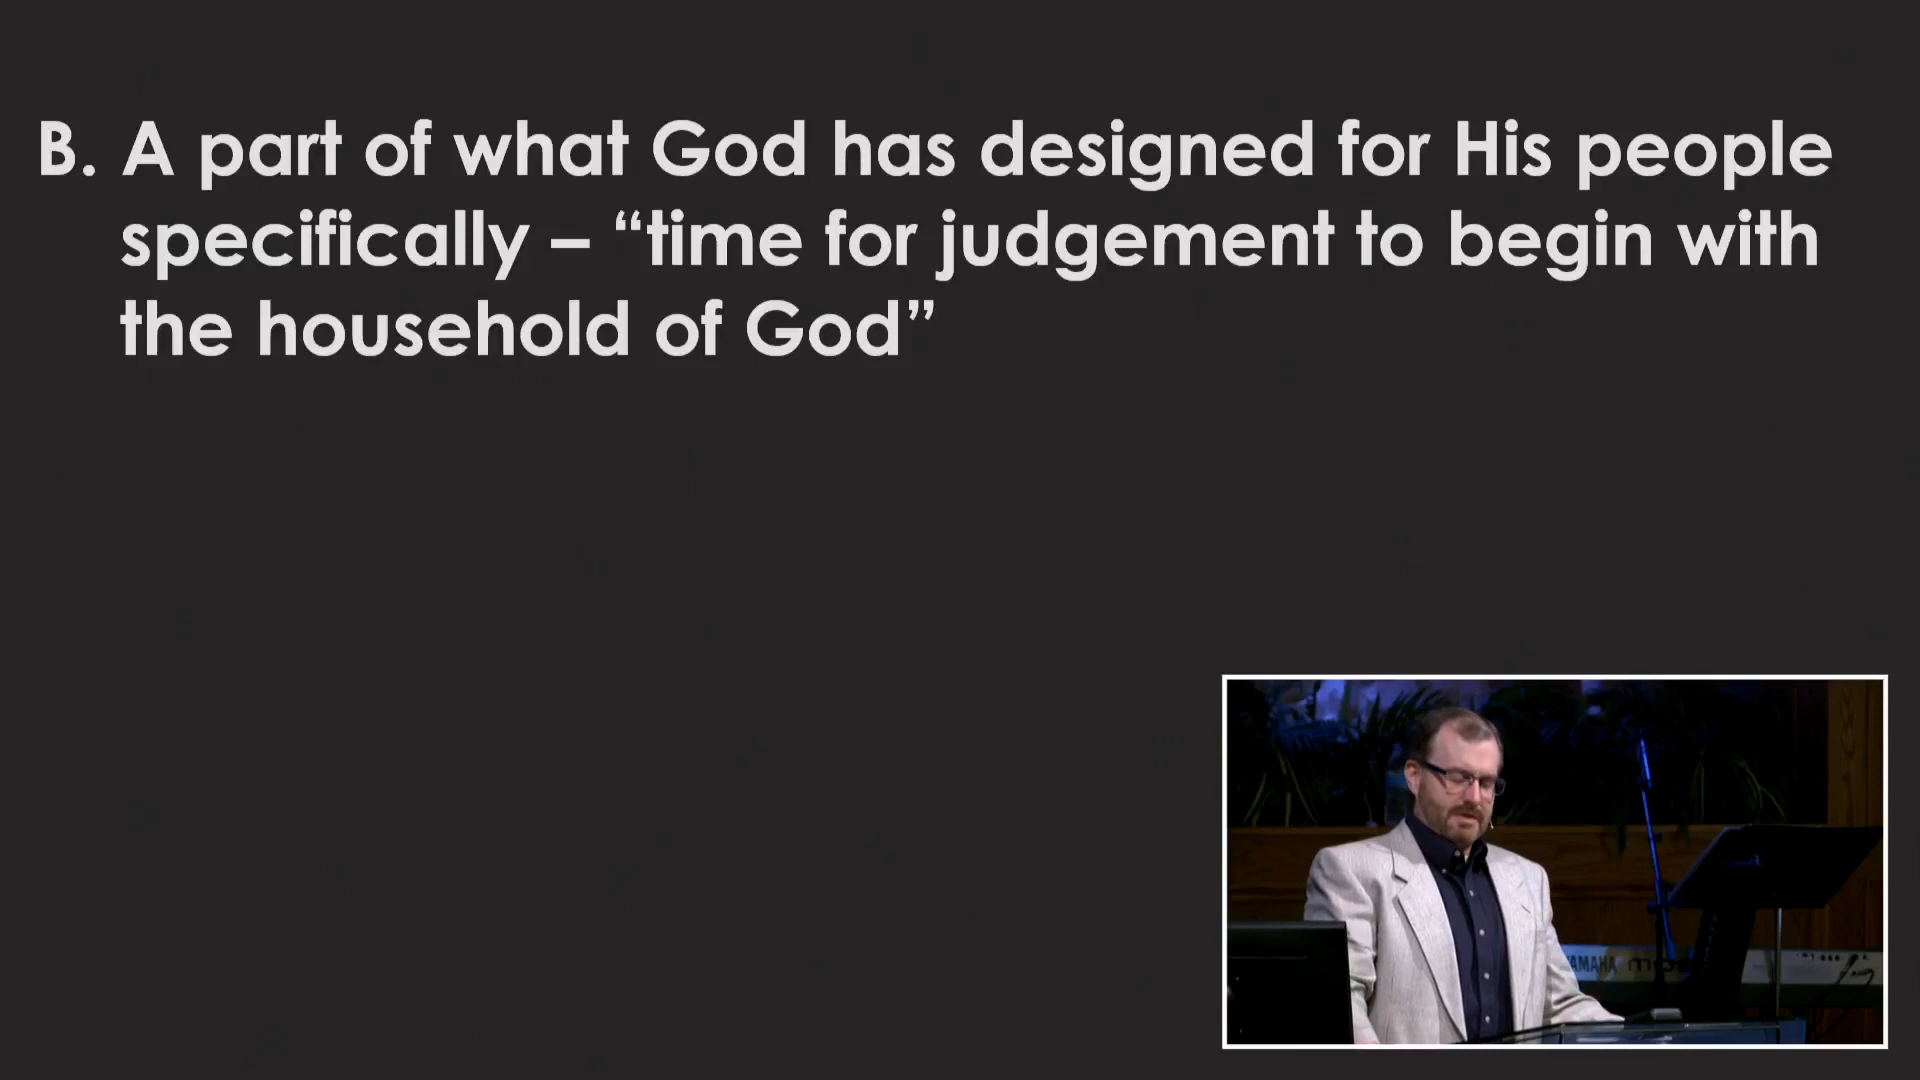 B. A part of what God has designed for His people
specifically – “time for judgement to begin with
the household of God”
YAMAHA